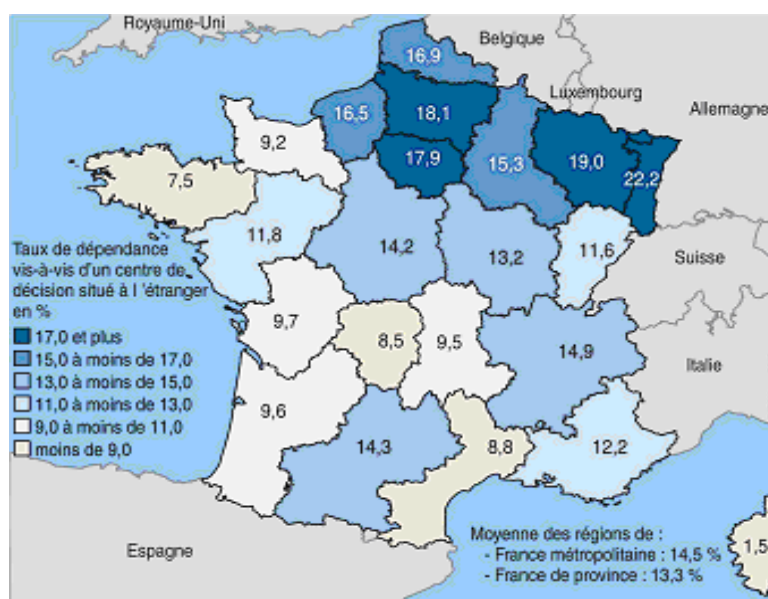 Royaume-Uni
Belgique
Luxembourg
Allemagne
16,9
16,5
18,1
9,2
17,9
15,3
19,0
22,2
7,5
11,8
14,2
13,2
11,6
Suisse
Taux de dépendance
vis-à-vis d'un centre de
décision situé à l 'étranger
en %
17,0 et plus
15,0 à moins de 17,0
13,0 à moins de 15,0
11,0 à moins de 13,0
9,0 à moins de 11,0
moins de 9,0
9,7
8,5
9,5
14,9
Italie
9,6
14,3
8,8
12,2
Espagne
Moyenne des régions de :
- France métropolitaine : 14,5 %
- France de province : 13,3 %
1,5